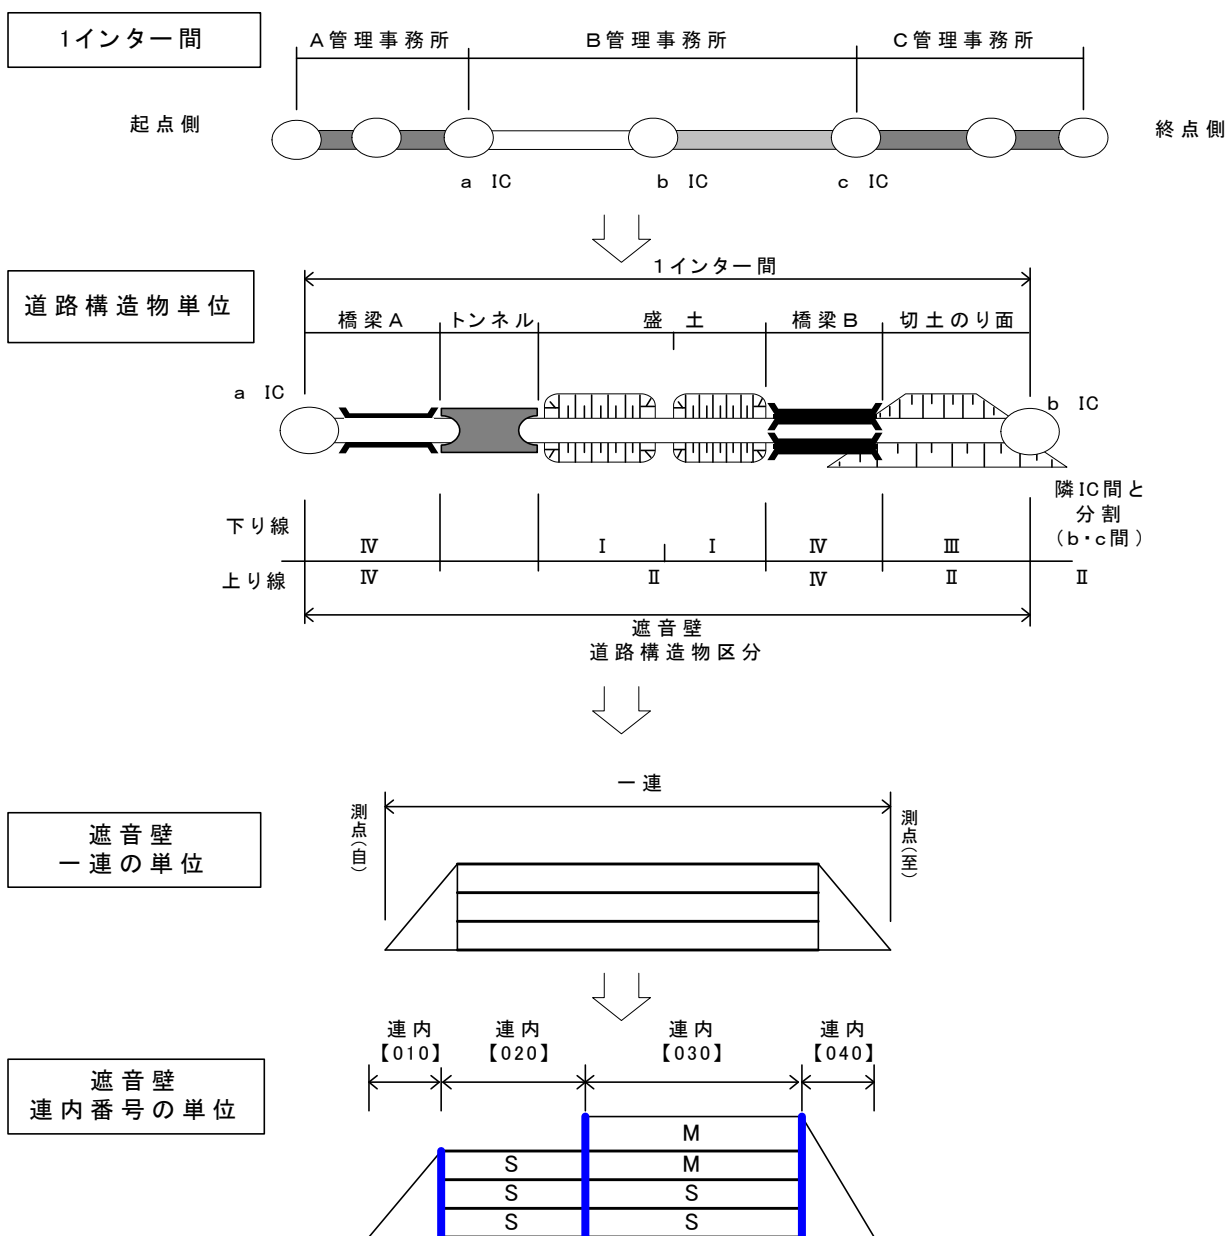 1インター間
A管理事務所
B管理事務所
C管理事務所
起点側
終点側
a IC
b IC
c IC
道路構造物単位
1インター間
橋梁A
トンネル
盛 土
橋梁B
切土のり面
a IC
b IC
隣IC間と
分割
(b・c間)
下り線
Ⅳ
Ⅰ
Ⅰ
Ⅳ
Ⅲ
上り線
Ⅳ
Ⅱ
Ⅳ
Ⅱ
Ⅱ
遮音壁
道路構造物区分
遮音壁
一連の単位
一連
測点(自)
測点(至)
遮音壁
連内番号の単位
連内
【010】
連内
【020】
連内
【030】
連内
【040】
M
S
M
S
S
S
S